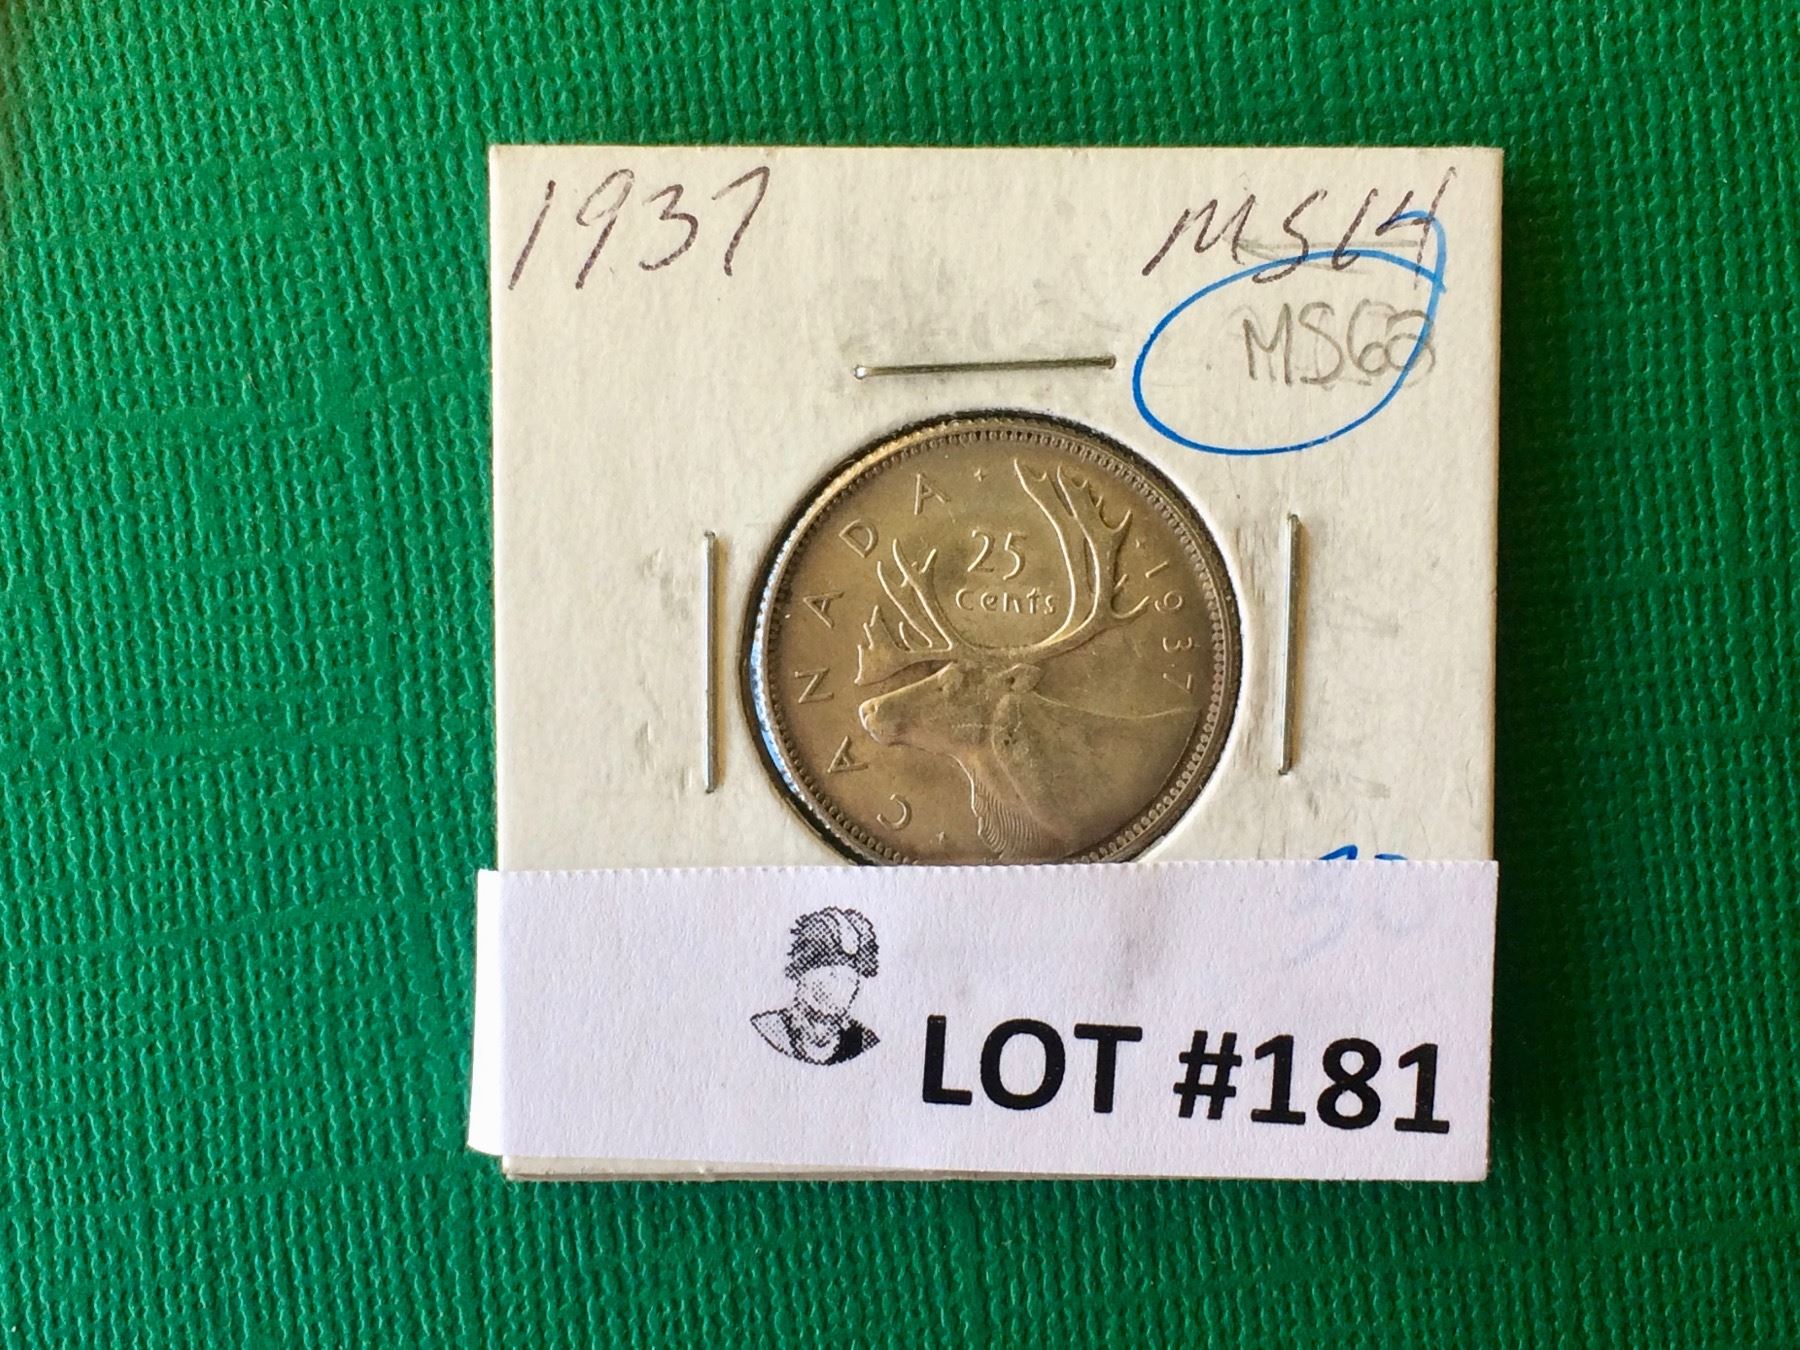 1937
MS64
MS63
CANADA
25
cents
1937
LOT #181